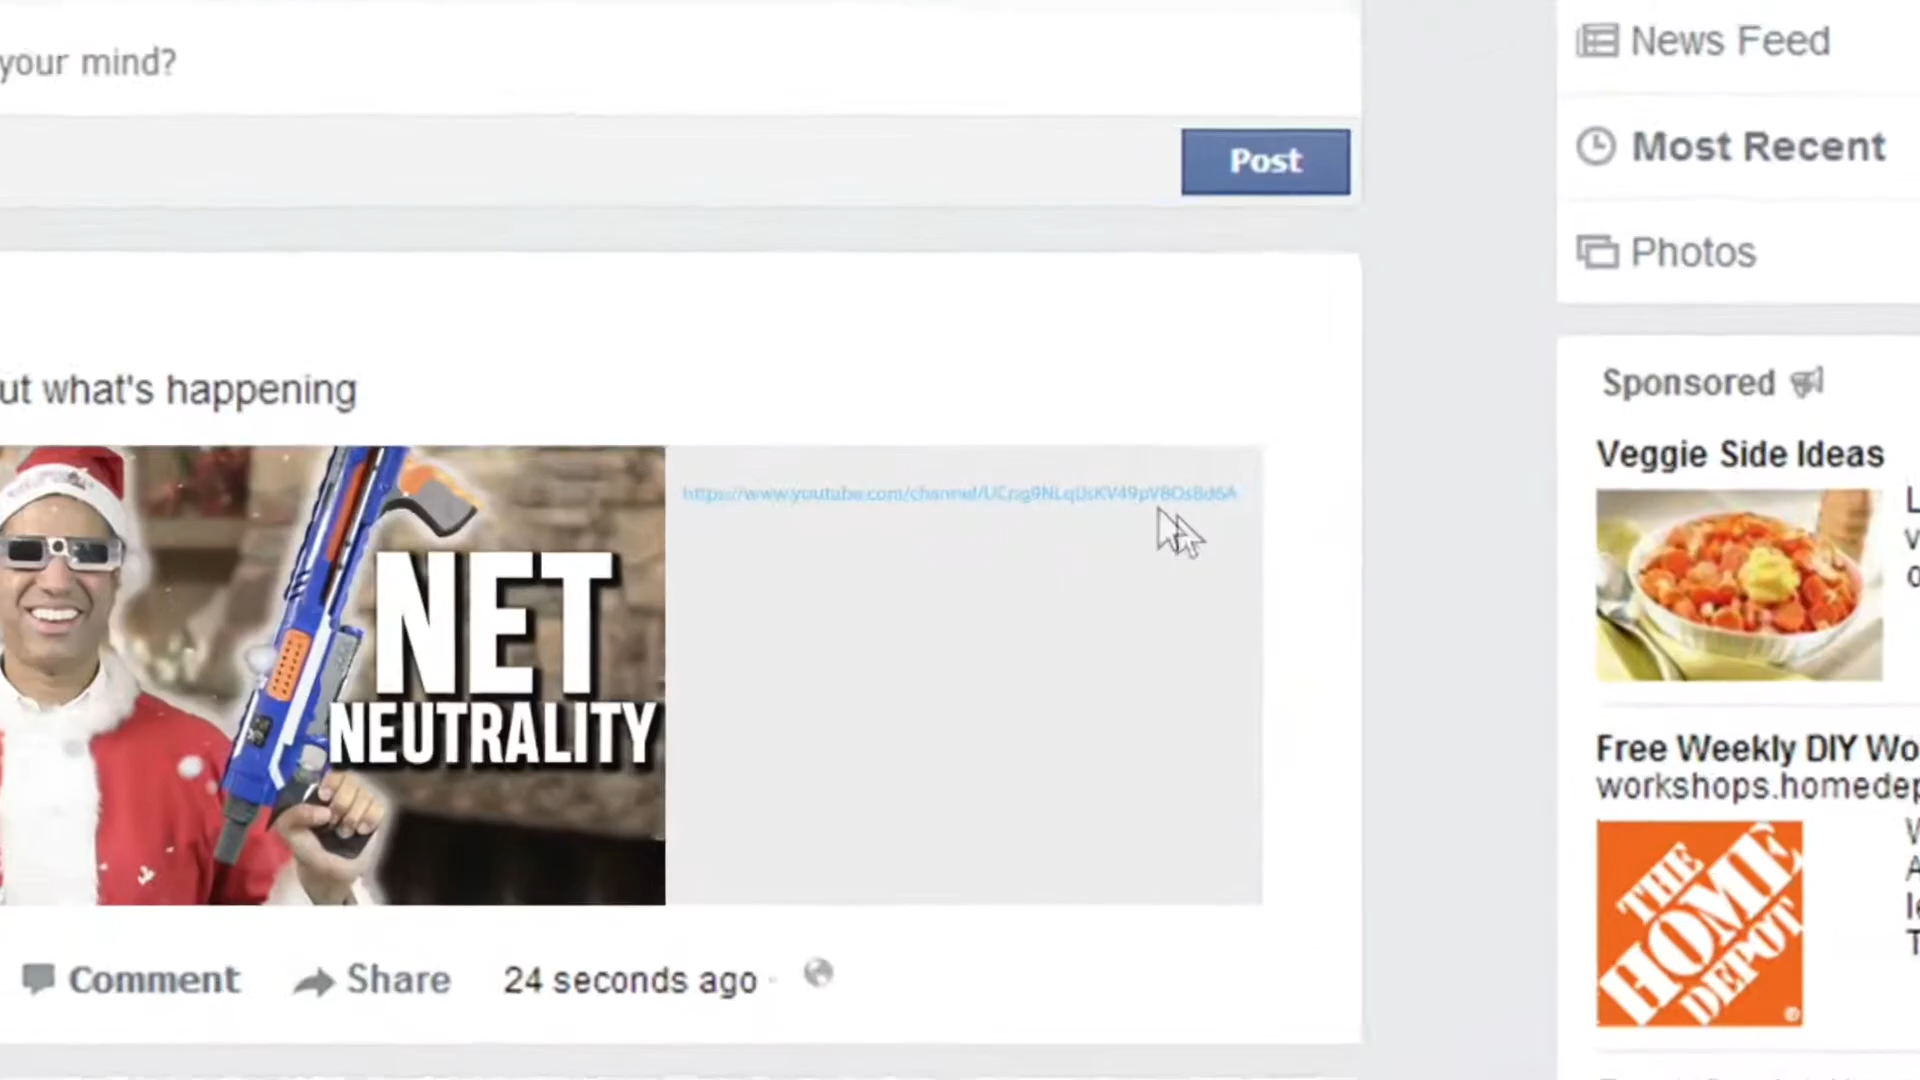 your mind?
Post
News Feed
Most Recent
Photos
ut what's happening
NET
NEUTRALITY
Comment
Share
24 seconds ago
Sponsored
Veggie Side Ideas
Free Weekly DIY Wo
workshops.homedep
THE
HOME
DEPOT